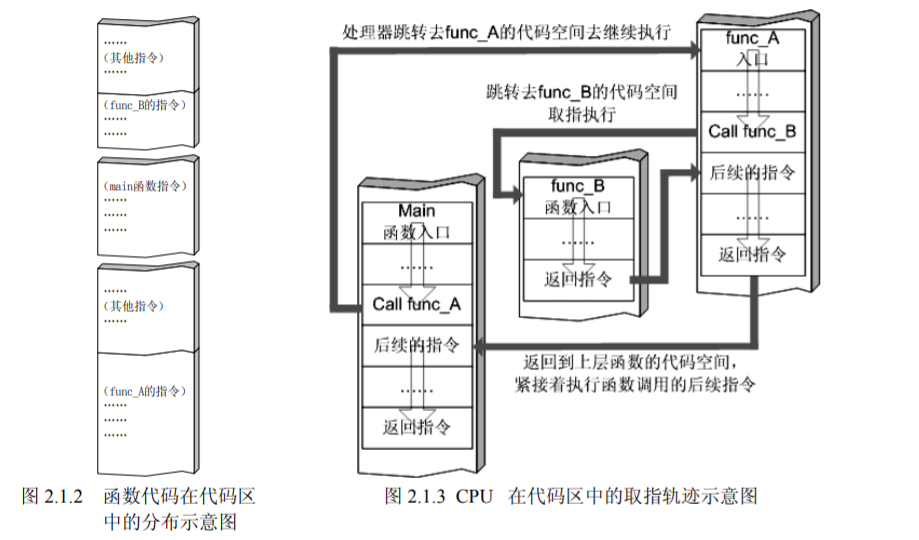 ……
（其他指令）
……
（func_B的指令）
……
……
（main函数指令）
……
……
……
……
（其他指令）
……
（func_A的指令）
……
……
……
图 2.1.2 函数代码在代码区
中的分布示意图
处理器跳转去func_A的代码空间去继续执行
跳转去func_B的代码空间
取指执行
Main
函数入口
……
Call func_A
后续的指令
……
返回指令
func_B
函数入口
……
返回指令
func_A
入口
……
Call func_B
后续的指令
……
返回指令
返回到上层函数的代码空间，
紧接着执行函数调用的后续指令
图 2.1.3 CPU 在代码区中的取指轨迹示意图